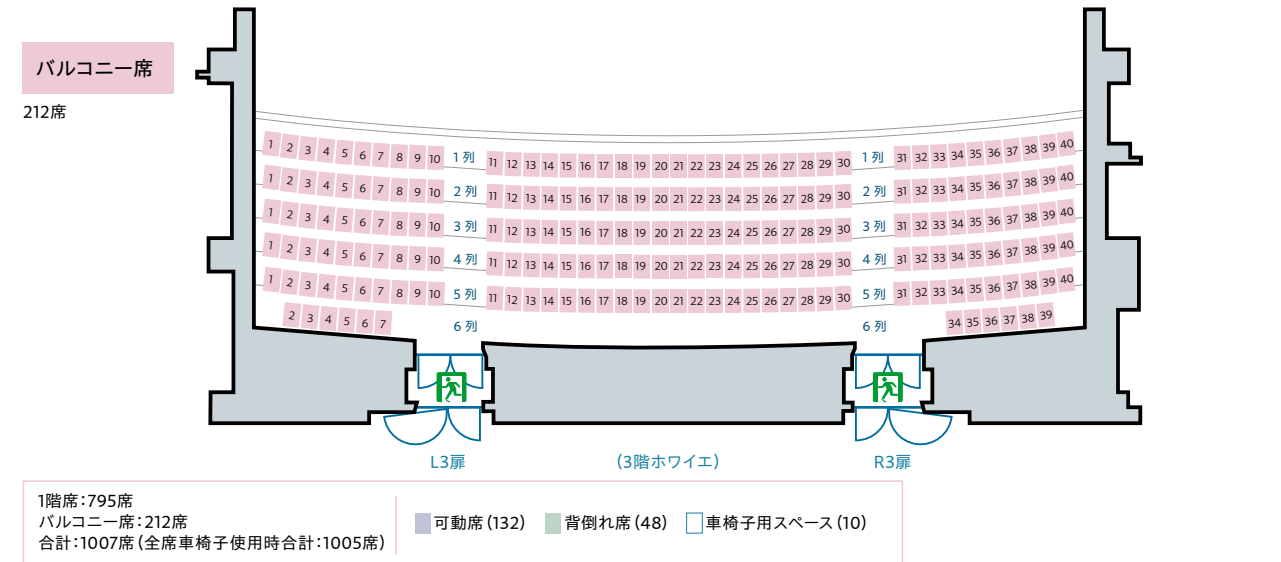 バルコニー席
212席
1 2 3 4 5 6 7 8 9 10 1列 11 12 13 14 15 16 17 18 19 20 21 22 23 24 25 26 27 28 29 30 1列 31 32 33 34 35 36 37 38 39 40
1 2 3 4 5 6 7 8 9 10 2列 11 12 13 14 15 16 17 18 19 20 21 22 23 24 25 26 27 28 29 30 2列 31 32 33 34 35 36 37 38 39 40
1 2 3 4 5 6 7 8 9 10 3列 11 12 13 14 15 16 17 18 19 20 21 22 23 24 25 26 27 28 29 30 3列 31 32 33 34 35 36 37 38 39 40
1 2 3 4 5 6 7 8 9 10 4列 11 12 13 14 15 16 17 18 19 20 21 22 23 24 25 26 27 28 29 30 4列 31 32 33 34 35 36 37 38 39 40
1 2 3 4 5 6 7 8 9 10 5列 11 12 13 14 15 16 17 18 19 20 21 22 23 24 25 26 27 28 29 30 5列 31 32 33 34 35 36 37 38 39 40
2 3 4 5 6 7 6列 6列 34 35 36 37 38 39
L3扉 (3階ホワイエ) R3扉
1階席：795席
バルコニー席：212席
合計：1007席（全席車椅子使用時合計：1005席）
可動席（132） 背倒れ席（48） 車椅子用スペース（10）